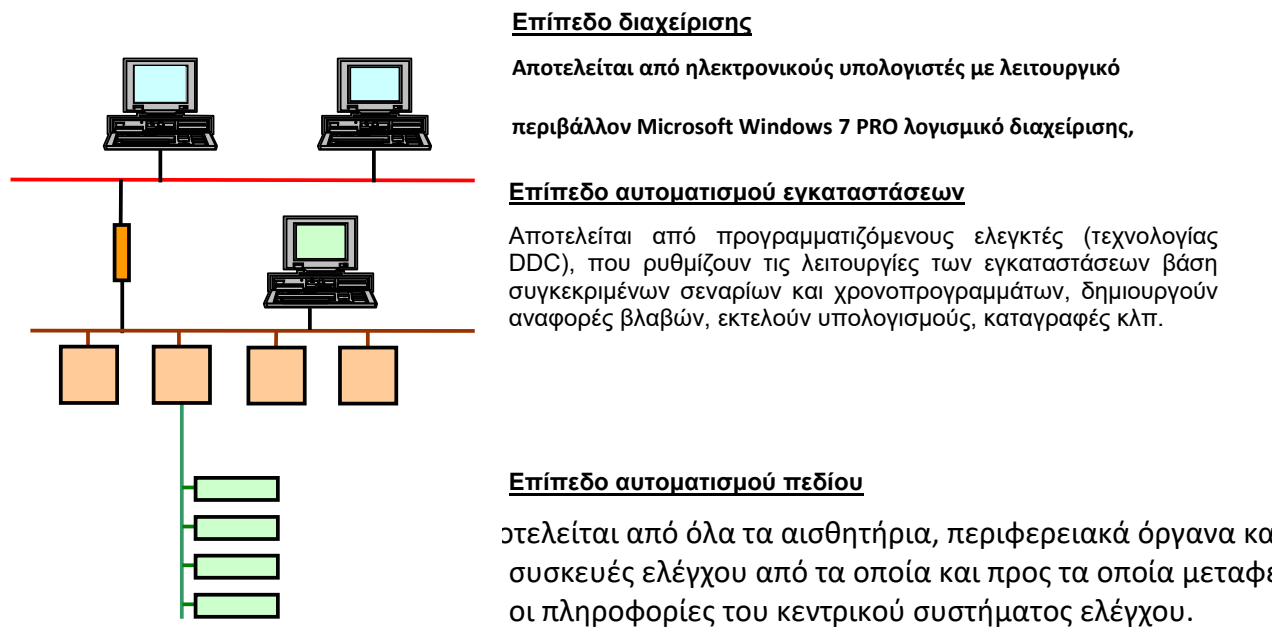 Επίπεδο διαχείρισης
Αποτελείται από ηλεκτρονικούς υπολογιστές με λειτουργικό
περιβάλλον Microsoft Windows 7 PRO λογισμικό διαχείρισης,
Επίπεδο αυτοματισμού εγκαταστάσεων
Αποτελείται από προγραμματιζόμενους ελεγκτές (τεχνολογίας
DDC), που ρυθμίζουν τις λειτουργίες των εγκαταστάσεων βάση
συγκεκριμένων σεναρίων και χρονοπρογραμμάτων, δημιουργούν
αναφορές βλαβών, εκτελούν υπολογισμούς, καταγραφές κλπ.
Επίπεδο αυτοματισμού πεδίου
από όλα τα αισθητήρια, περιφερειακά όργανα
συσκευές ελέγχου από τα οποία και προς τα οποία
οι πληροφορίες του κεντρικού συστήματος ελέγχου.